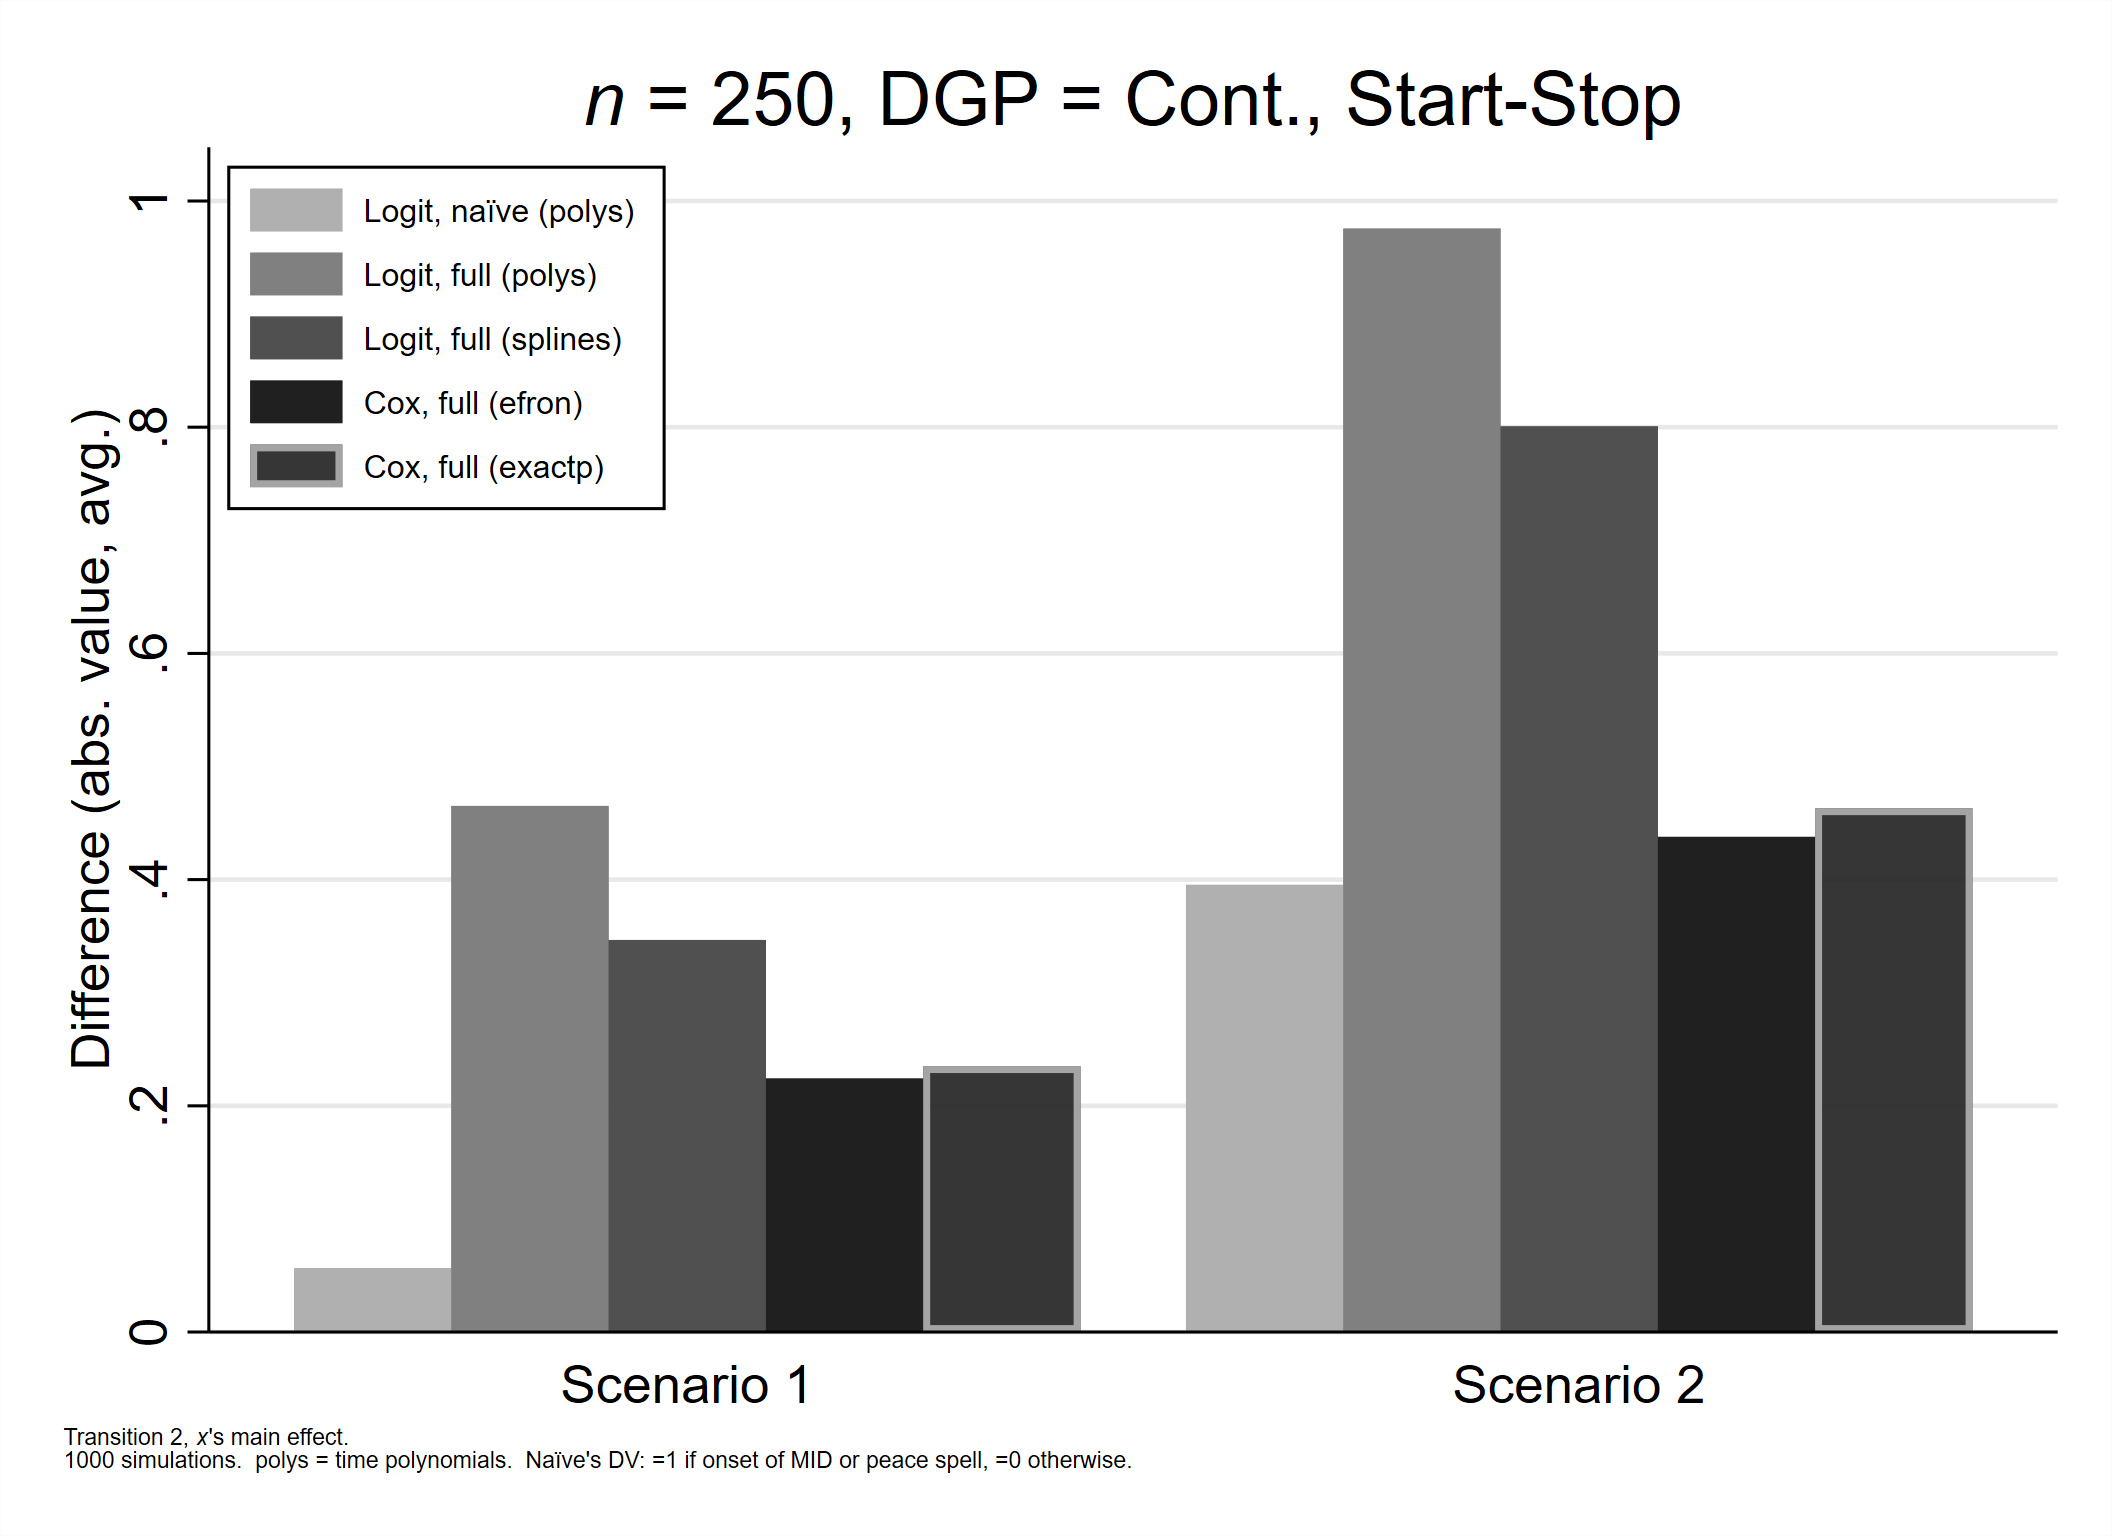 n = 250, DGP = Cont., Start-Stop
Logit, naïve (polys)
Logit, full (polys)
Logit, full (splines)
Cox, full (efron)
Cox, full (exactp)
Difference (abs. value, avg.)
1
.8
.6
.4
.2
0
Scenario 1
Scenario 2
Transition 2, x's main effect.
1000 simulations.  polys = time polynomials.  Naïve's DV: =1 if onset of MID or peace spell, =0 otherwise.